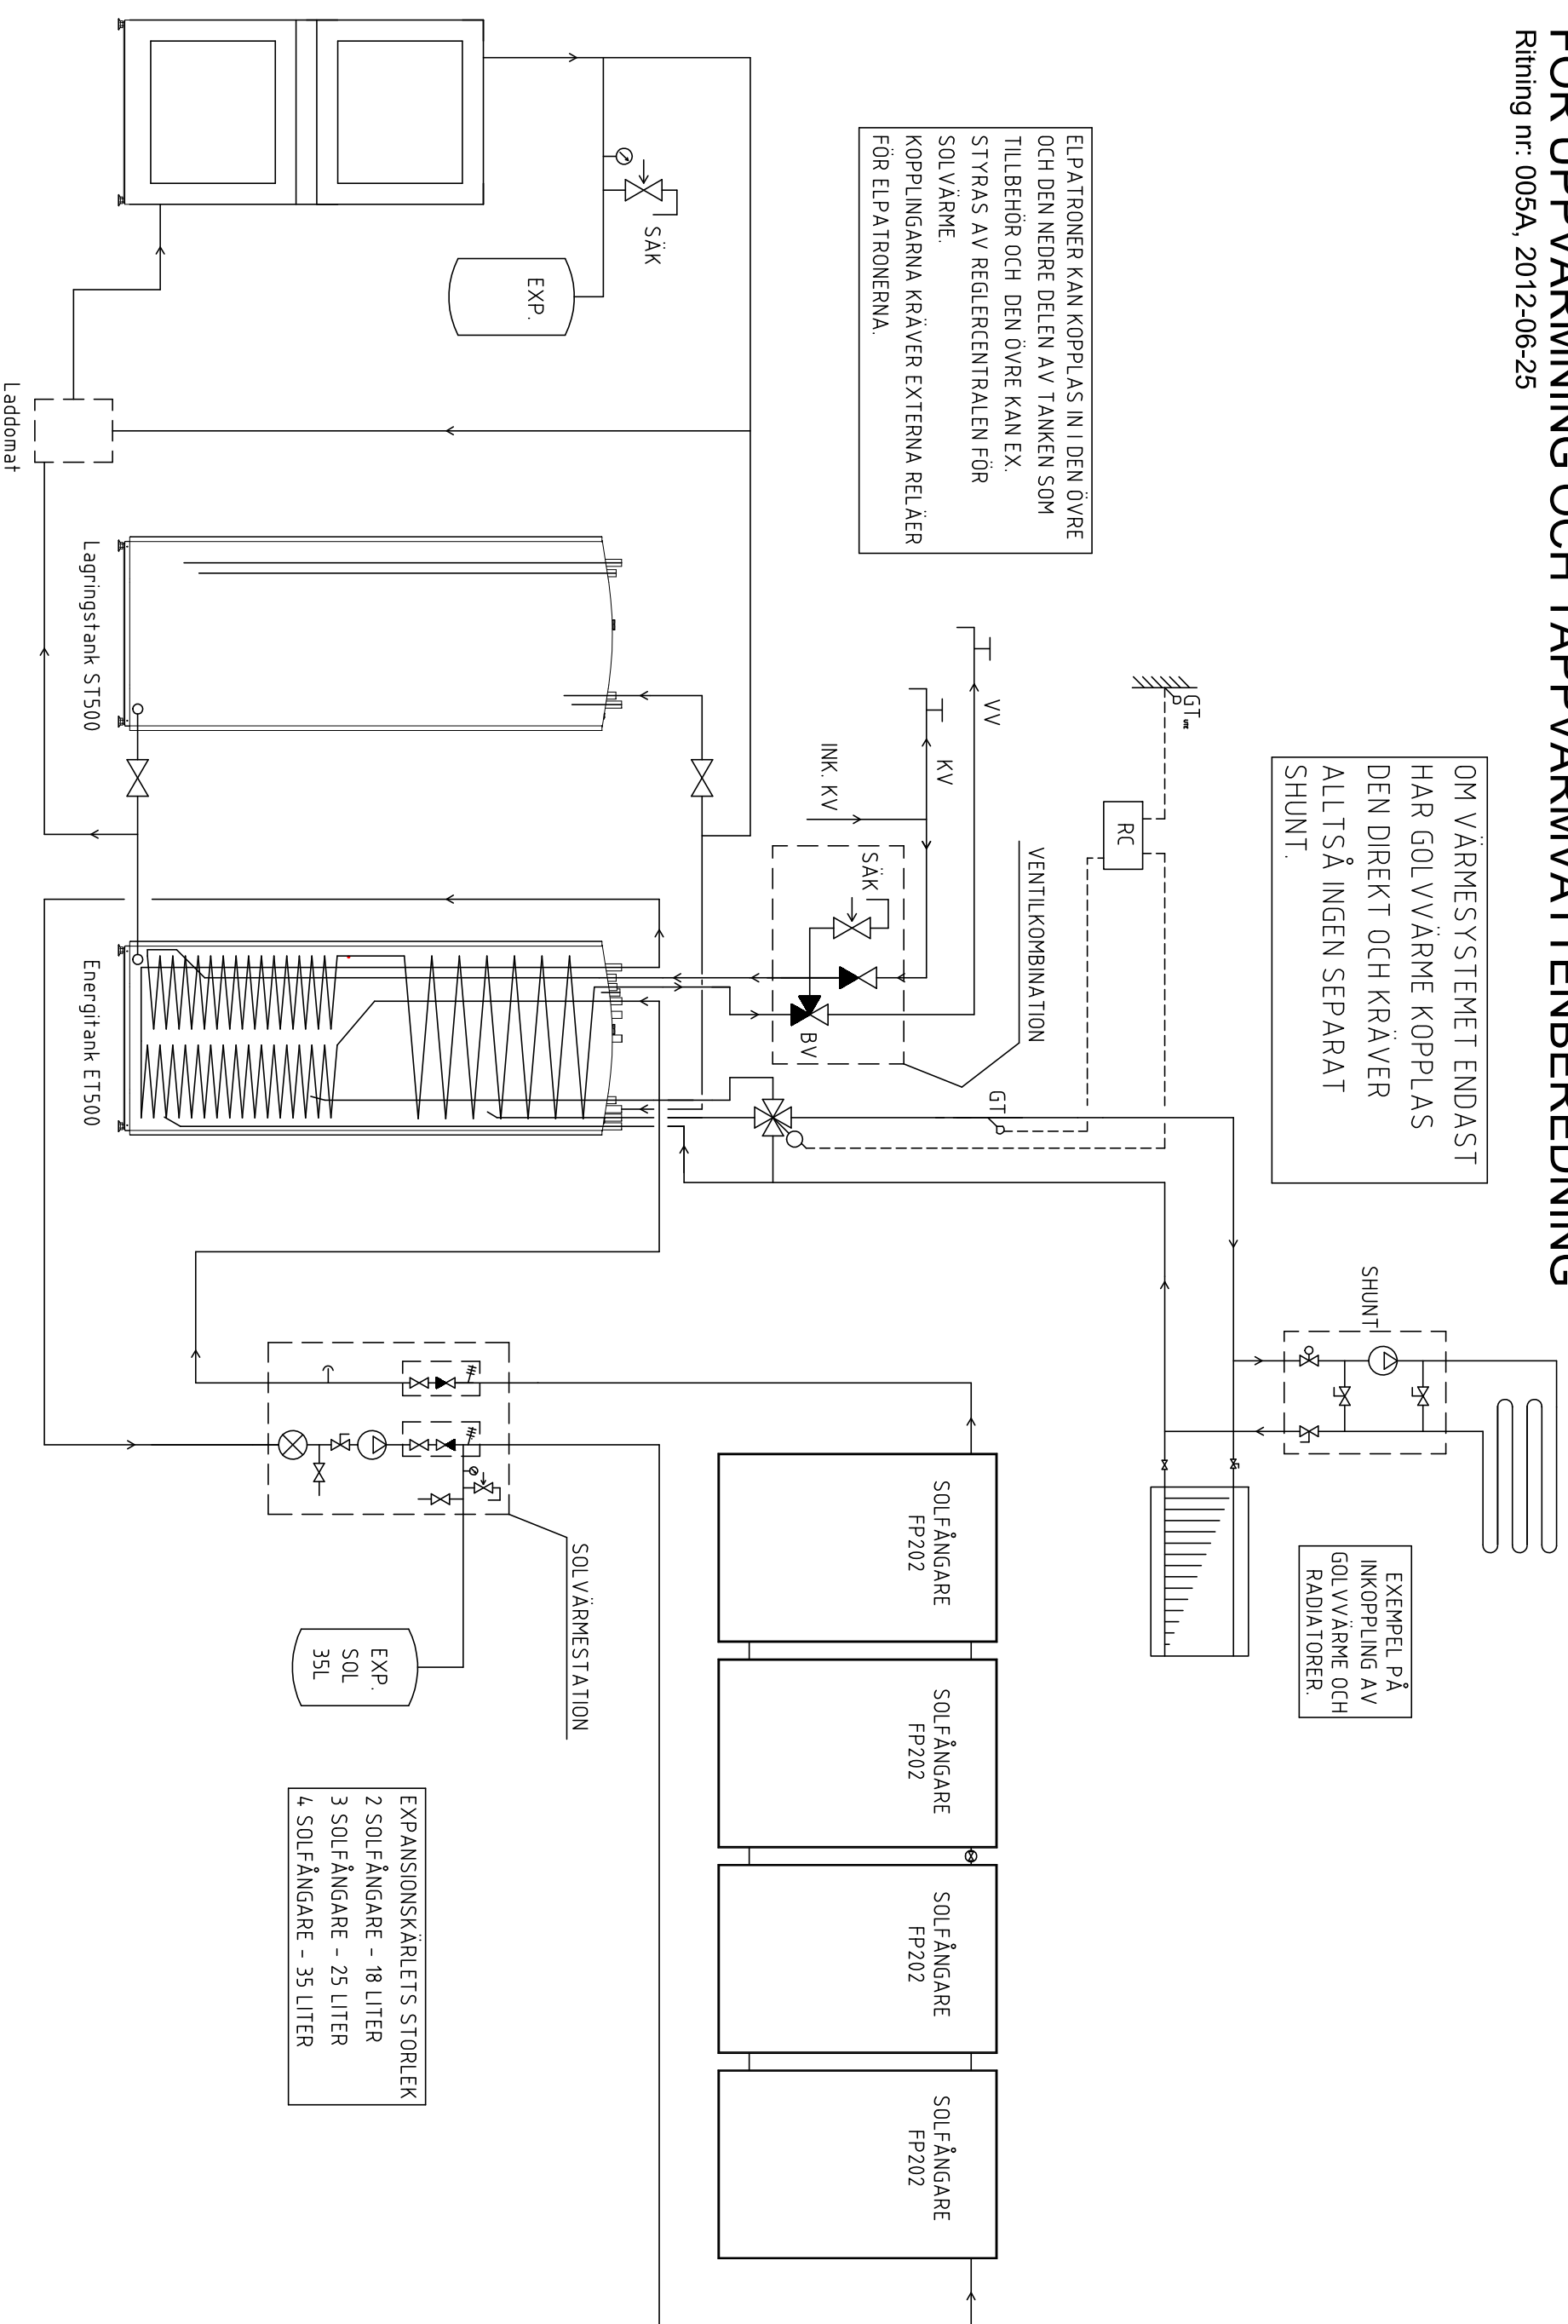 FÖR UPPVÄRMNING OCH TAPPVARMVATTENBEREDNING
Ritning nr: 005A, 2012-06-25
OM VÄRMESYSTEMET ENDAST
HAR GOLVVÄRME KOPPLAS
DEN DIREKT OCH KRÄVER
ALLTSÅ INGEN SEPARAT
SHUNT.
SHUNT
EXEMPEL PÅ
INKOPPLING AV
GOLVVÄRME OCH
RADIATORER.
GT UTE
RC
ELPATRONER KAN KOPPLAS IN I DEN ÖVRE
OCH DEN NEDRE DELEN AV TANKEN SOM
TILLBEHÖR OCH DEN ÖVRE KAN EX.
STYRAS AV REGLERCENTRALEN FÖR
SOLVÄRME.
KOPPLINGARNA KRÄVER EXTERNA RELÄER
FÖR ELPATRONERNA.
VV
KV
INK. KV
VENTILKOMBINATION
GT
SÄK
BV
SÄK
EXP.
SOLFÅNGARE
FP202
SOLFÅNGARE
FP202
SOLFÅNGARE
FP202
SOLFÅNGARE
FP202
SOLVÄRMESTATION
EXP.
SOL
35L
EXPANSIONSKÄRLETS STORLEK
2 SOLFÅNGARE - 18 LITER
3 SOLFÅNGARE - 25 LITER
4 SOLFÅNGARE - 35 LITER
Lagringstank ST500
Energitank ET500
Laddomat